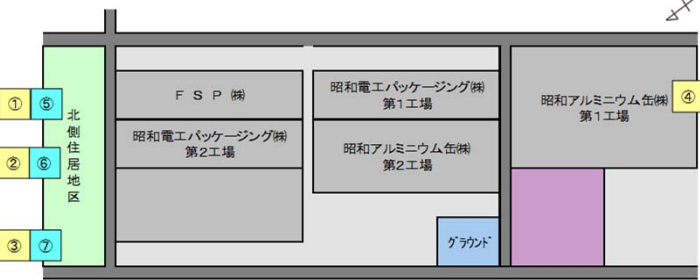 ① ⑤
② ⑥
③ ⑦
北側住居地区
ＦＳＰ㈱
昭和電工パッケージング㈱
第2工場
昭和電工パッケージング㈱
第1工場
昭和アルミニウム缶㈱
第2工場
ｸﾞﾗｳﾝﾄﾞ
昭和アルミニウム缶㈱
第1工場
④